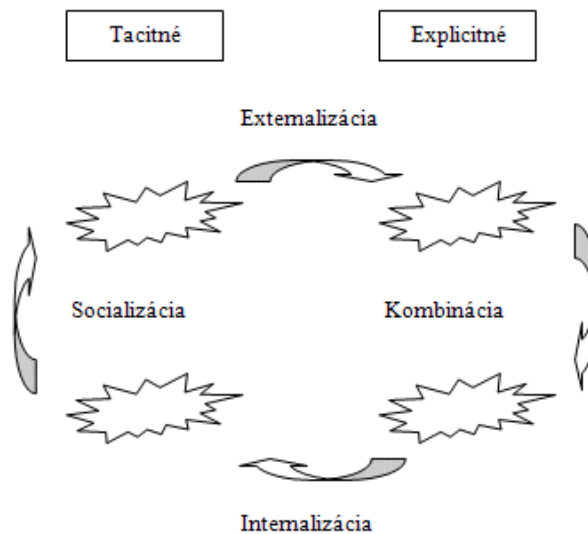 Tacitné
Explicitné
Externalizácia
Socializácia
Kombinácia
Internalizácia